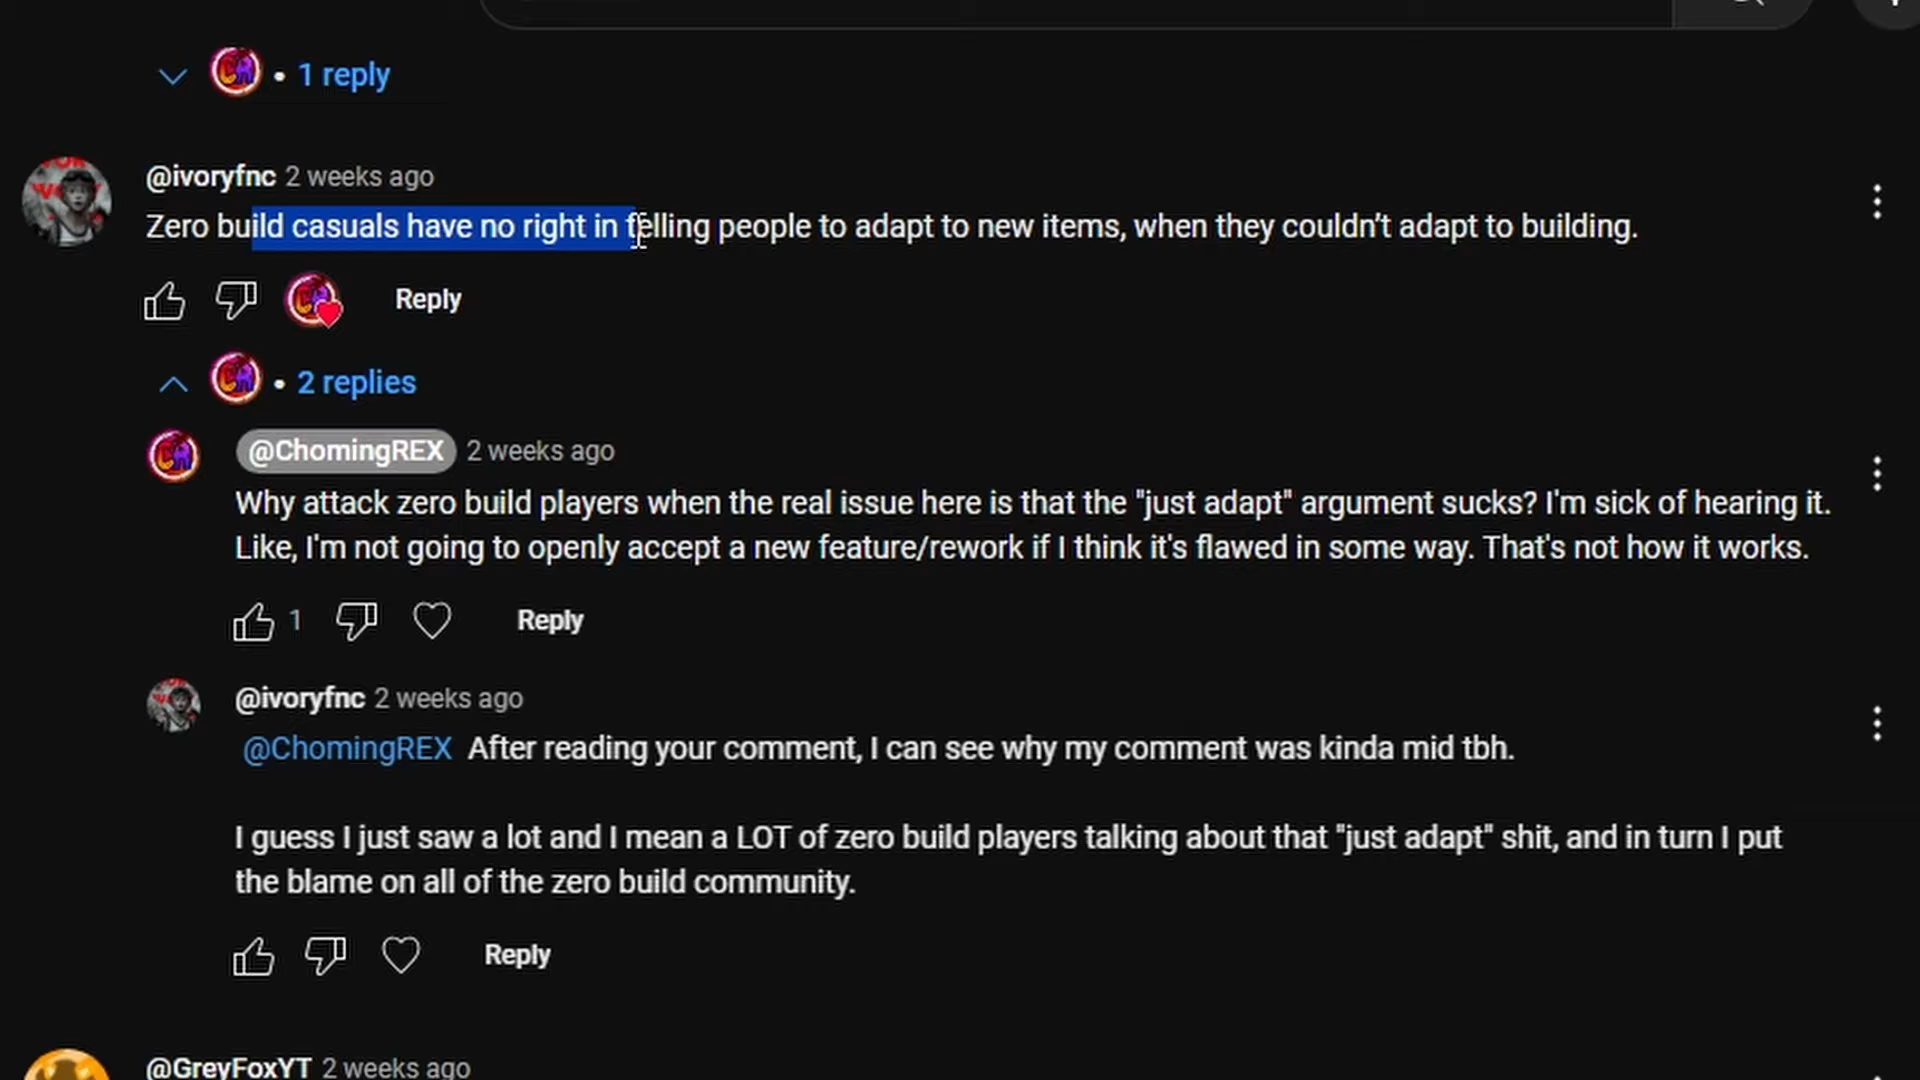 • 1 reply
@ivoryfnc 2 weeks ago
Zero build casuals have no right in telling people to adapt to new items, when they couldn't adapt to building.
Reply
• 2 replies
@ChomingREX 2 weeks ago
Why attack zero build players when the real issue here is that the "just adapt" argument sucks? I'm sick of hearing it.
Like, I'm not going to openly accept a new feature/rework if I think it's flawed in some way. That's not how it works.
1 Reply
@ivoryfnc 2 weeks ago
@ChomingREX After reading your comment, I can see why my comment was kinda mid tbh.
I guess I just saw a lot and I mean a LOT of zero build players talking about that "just adapt" shit, and in turn I put
the blame on all of the zero build community.
Reply
@GreyFoxYT 2 weeks ago